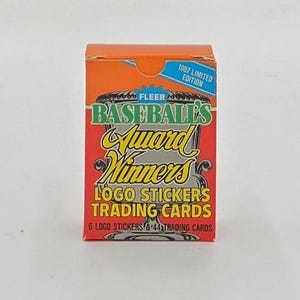 1987 LIMITED
EDITION
FLEER
BASEBALL'S
Award
Winners
LOGO STICKERS
TRADING CARDS
6 LOGO STICKERS & 44 TRADING CARDS